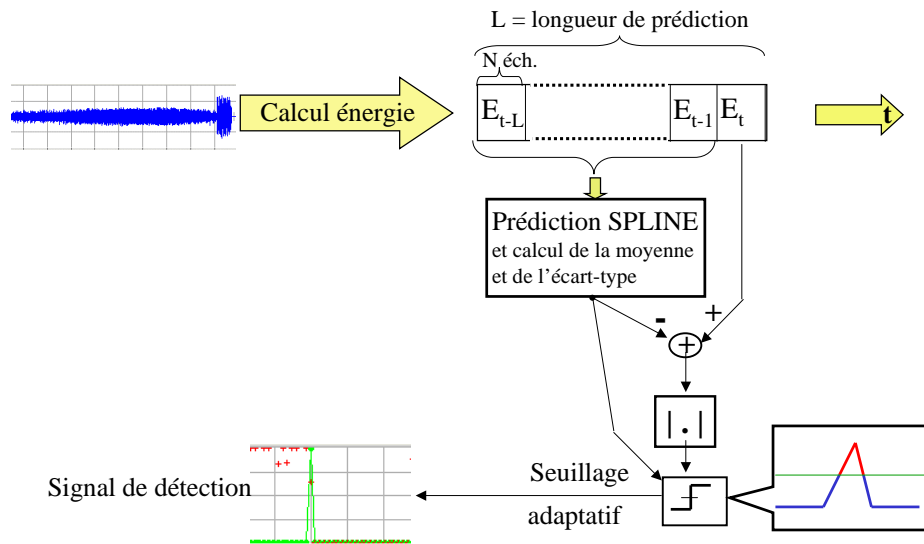 L = longueur de prédiction
N éch.
Calcul énergie
E_{t-L}
E_{t-1}
E_t
t
Prédiction SPLINE
et calcul de la moyenne
et de l'écart-type
-
+
+
|.|
Signal de détection
Seuillage
adaptatif